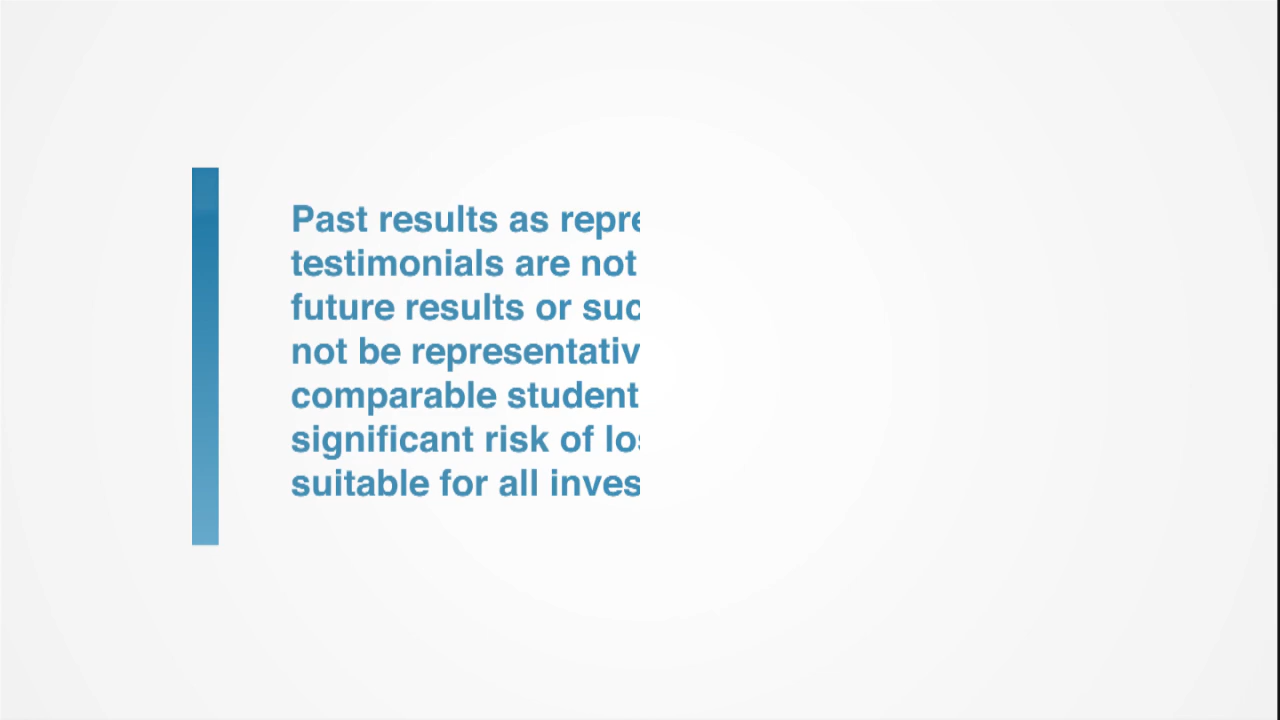 Past results as repre
testimonials are not
future results or suc
not be representativ
comparable student
significant risk of los
suitable for all inves